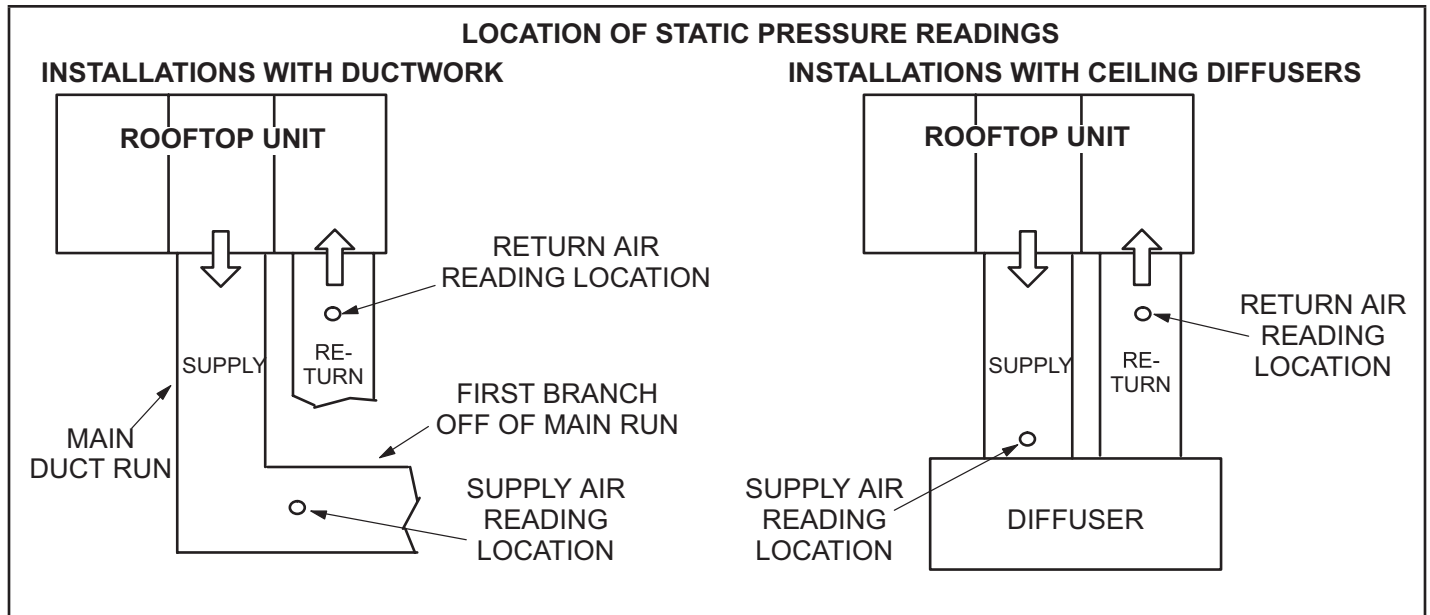 LOCATION OF STATIC PRESSURE READINGS
INSTALLATIONS WITH DUCTWORK
ROOFTOP UNIT
RETURN AIR
READING LOCATION
SUPPLY
RE-
TURN
FIRST BRANCH
OFF OF MAIN RUN
MAIN
DUCT RUN
SUPPLY AIR
READING
LOCATION
INSTALLATIONS WITH CEILING DIFFUSERS
ROOFTOP UNIT
RETURN AIR
READING
LOCATION
SUPPLY
RE-
TURN
SUPPLY AIR
READING
LOCATION
DIFFUSER